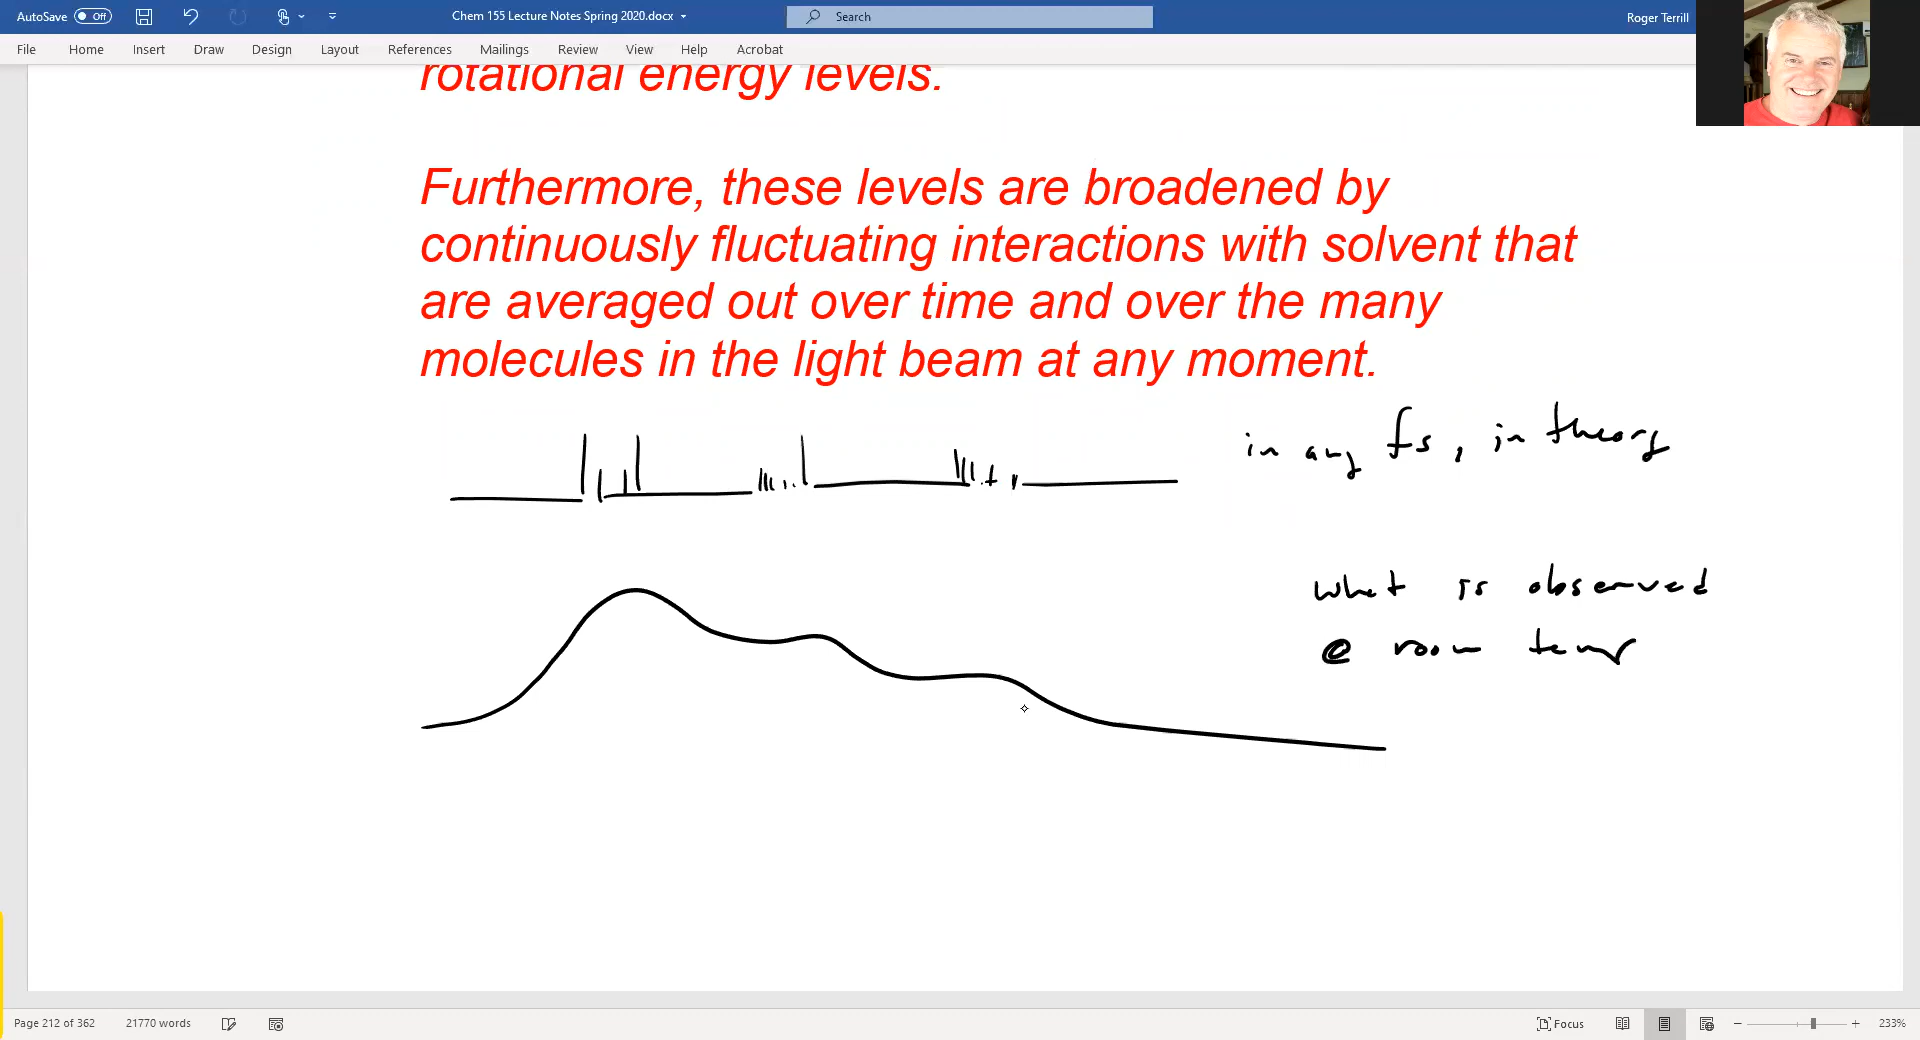 AutoSave Off Chem 155 Lecture Notes Spring 2020.docx Search Roger Terrill
File Home Insert Draw Design Layout References Mailings Review View Help Acrobat
rotational energy levels.
Furthermore, these levels are broadened by
continuously fluctuating interactions with solvent that
are averaged out over time and over the many
molecules in the light beam at any moment.
in any fs, in theory
what is observed
@ room temp
Page 212 of 362 21770 words Focus 233%